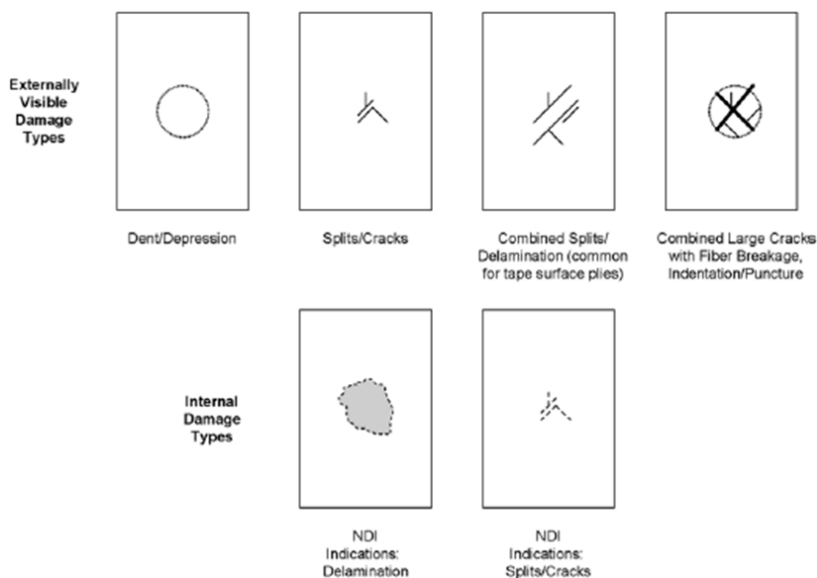 Externally
Visible
Damage
Types
Dent/Depression
Splits/Cracks
Combined Splits/
Delamination (common
for tape surface plies)
Combined Large Cracks
with Fiber Breakage,
Indentation/Puncture
Internal
Damage
Types
NDI
Indications:
Delamination
NDI
Indications:
Splits/Cracks